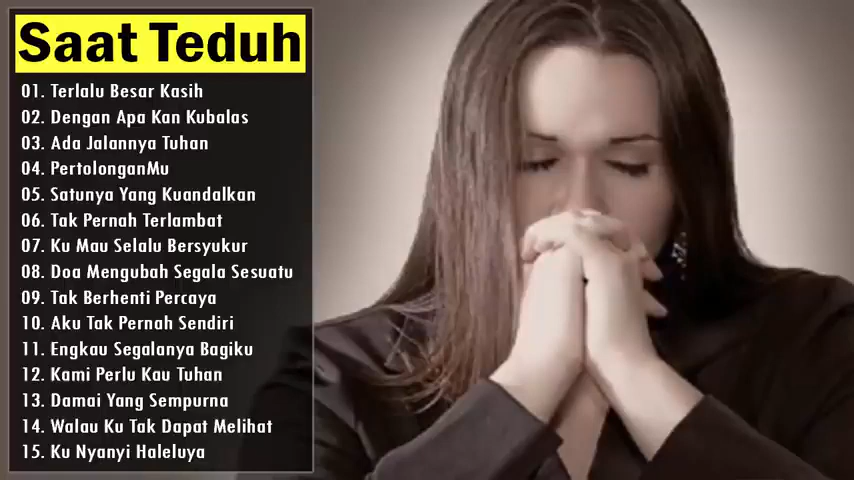 Saat Teduh
01. Terlalu Besar Kasih
02. Dengan Apa Kan Kubalas
03. Ada Jalannya Tuhan
04. PertolonganMu
05. Satunya Yang Kuandalkan
06. Tak Pernah Terlambat
07. Ku Mau Selalu Bersyukur
08. Doa Mengubah Segala Sesuatu
09. Tak Berhenti Percaya
10. Aku Tak Pernah Sendiri
11. Engkau Segalanya Bagiku
12. Kami Perlu Kau Tuhan
13. Damai Yang Sempurna
14. Walau Ku Tak Dapat Melihat
15. Ku Nyanyi Haleluya